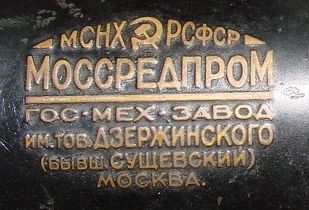 МСНХ РСФСР
МОССРЕДПРОМ
ГОС·МЕХ·ЗАВОД
ИМ.ТОВ.ДЗЕРЖИНСКОГО
(БЫВШ.СУЩЕВСКИЙ)
МОСКВА.